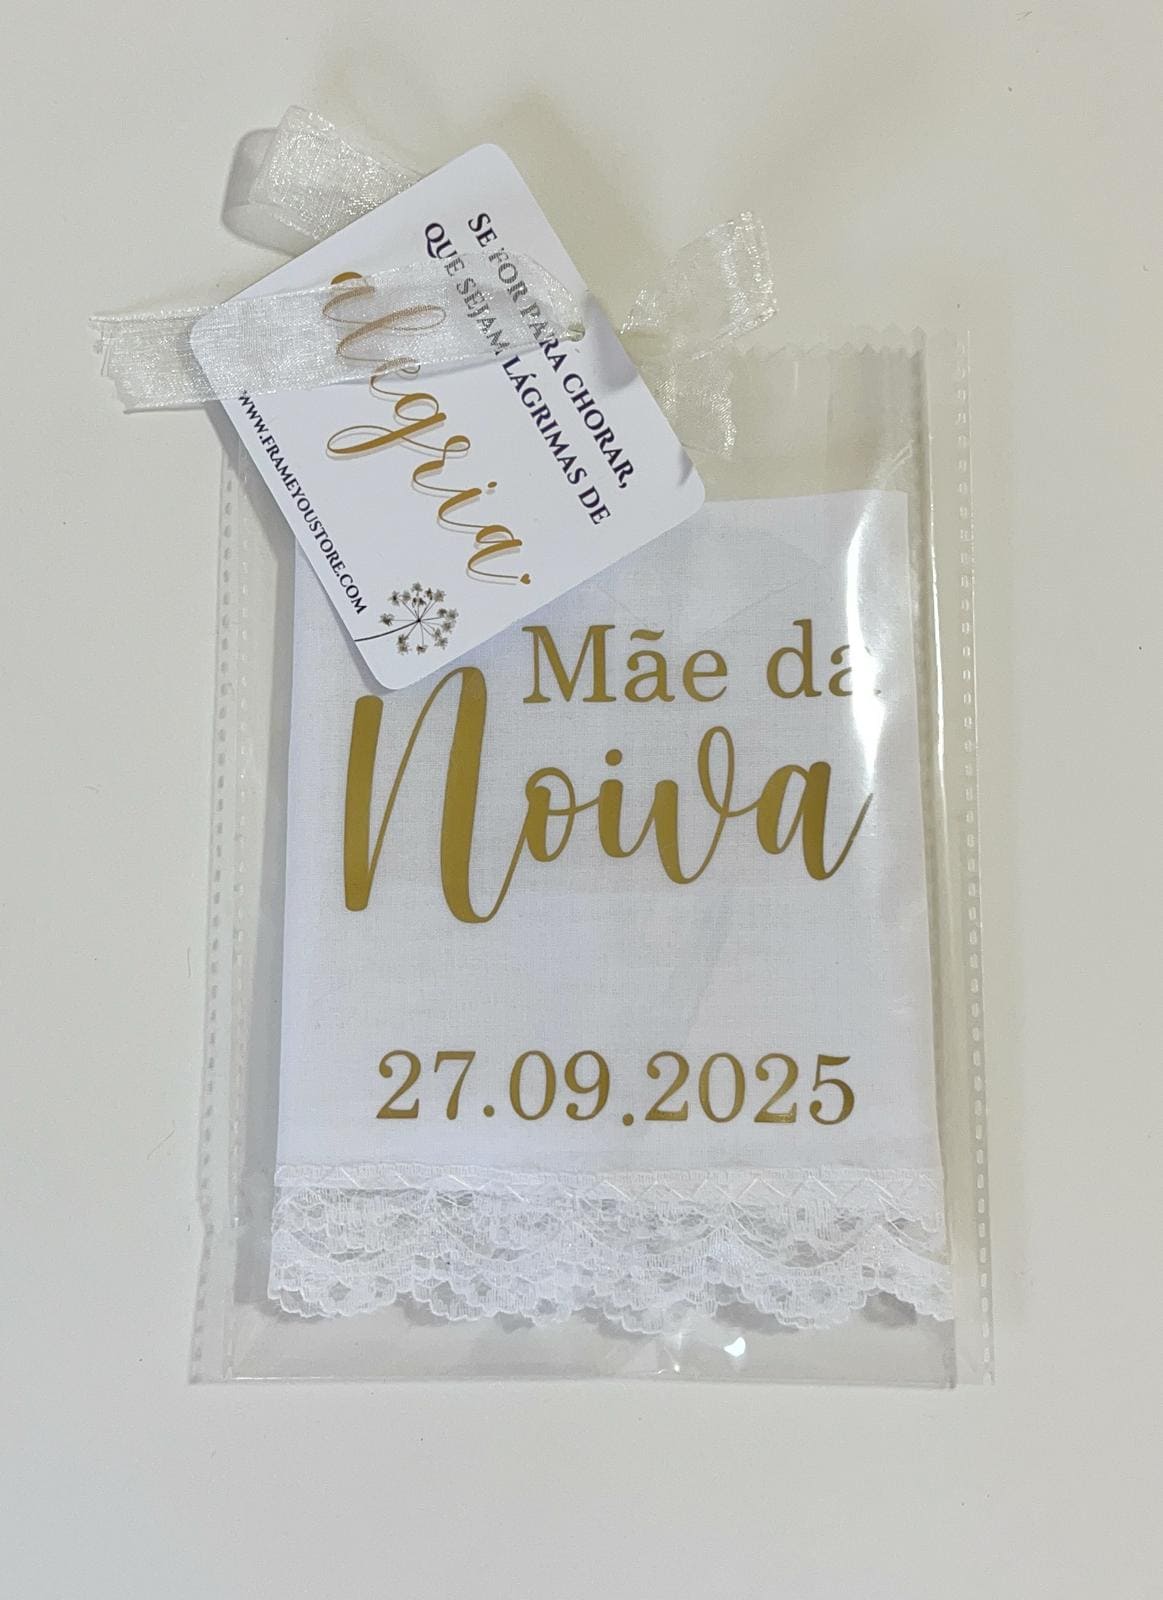 SE FOR PARA CHORAR,
QUE SEJAM LÁGRIMAS DE
alegria.
WWW.FRAMEYOUSTORE.COM
Mãe da
Noiva
27.09.2025